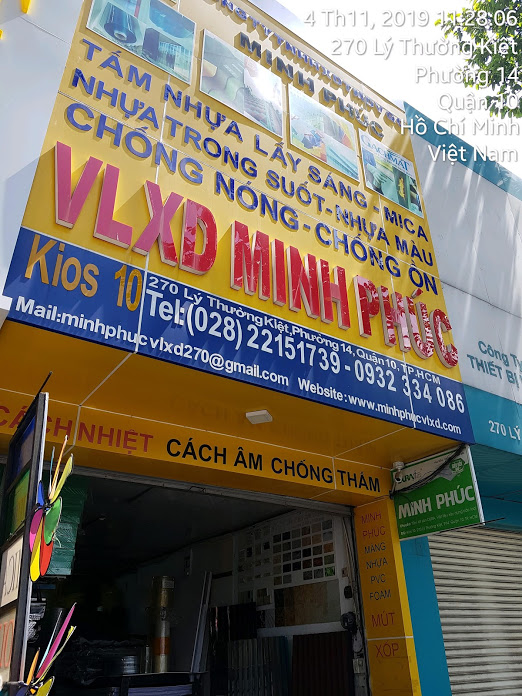 4 Th11, 2019 11:28:06
270 Lý Thường Kiệt
Phường 14
Quận 10
Hồ Chí Minh
Việt Nam
MINH PHÚC
TẤM NHỰA LẤY SÁNG - MICA
NHỰA TRONG SUỐT - NHỰA MÀU
CHỐNG NÓNG - CHỐNG ỒN
VLXD MINH PHÚC
Kios 10
270 Lý Thường Kiệt, Phường 14, Quận 10, TP.HCM
Tel:(028) 22151739 - 0932 334 086
Mail:minhphucvlxd270@gmail.com Website: www.minhphucvlxd.com
CÁCH NHIỆT CÁCH ÂM CHỐNG THẤM
Công T
THIẾT BỊ
270 LÝ
MINH PHÚC
MINH
PHÚC
MÀNG
NHỰA
PVC
FOAM
MÚT
XỐP